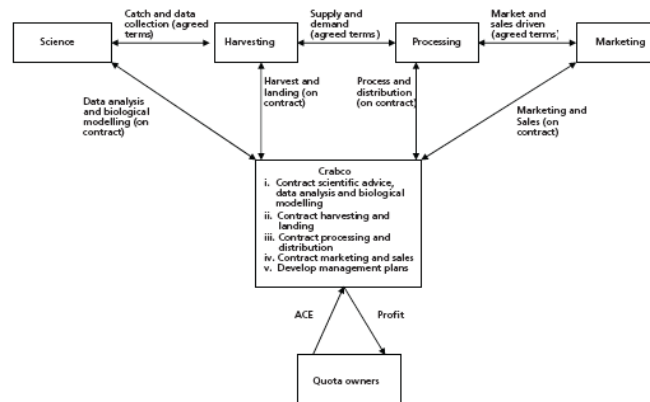 Catch and data
collection (agreed
terms)
Supply and
demand
(agreed terms )
Market and
sales driven
(agreed terms)
Science
Harvesting
Processing
Marketing
Data analysis
and biological
modelling (on
contract)
Harvest and
landing (on
contract)
Process and
distribution
(on contract)
Marketing and
Sales (on
contract)
Crabco
i. Contract scientific advice,
data analysis and biological
modelling
ii. Contract harvesting and
landing
iii. Contract processing and
distribution
iv. Contract marketing and sales
v. Develop management plans
ACE
Profit
Quota owners